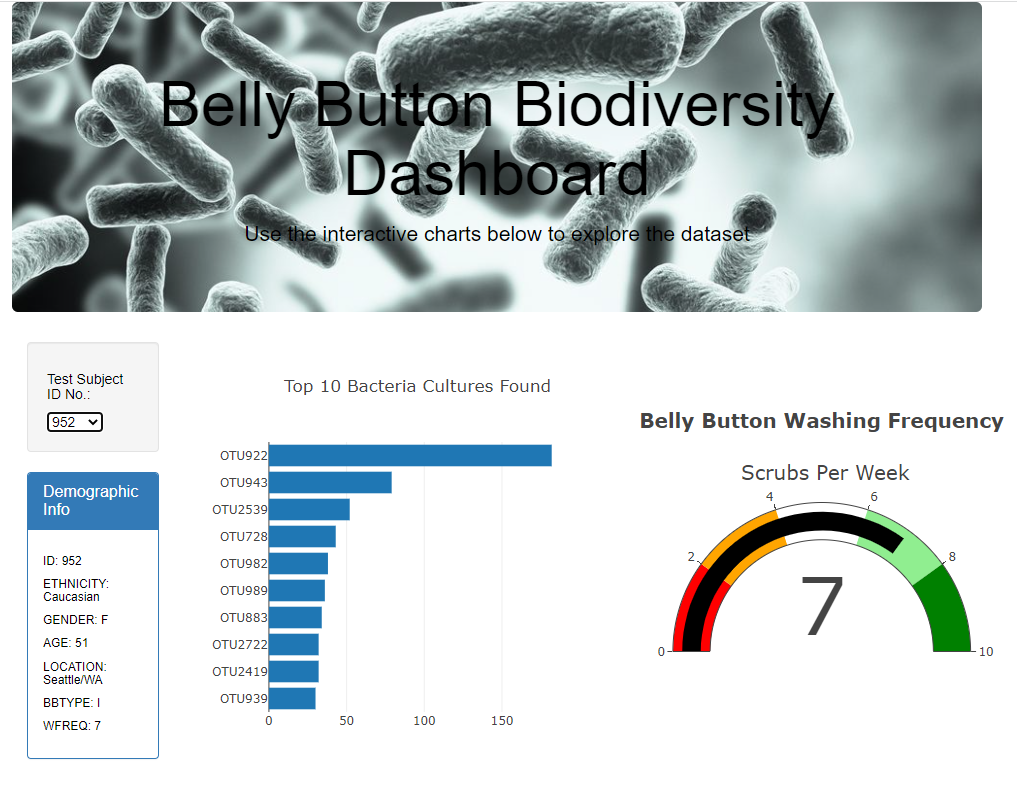 Belly Button Biodiversity
Dashboard
Use the interactive charts below to explore the dataset
Test Subject
ID No.:
952
Demographic
Info
ID: 952
ETHNICITY:
Caucasian
GENDER: F
AGE: 51
LOCATION:
Seattle/WA
BBTYPE: I
WFREQ: 7
Top 10 Bacteria Cultures Found
OTU922
OTU943
OTU2539
OTU728
OTU982
OTU989
OTU883
OTU2722
OTU2419
OTU939
0 50 100 150
Belly Button Washing Frequency
Scrubs Per Week
0 2 4 6 8 10
7